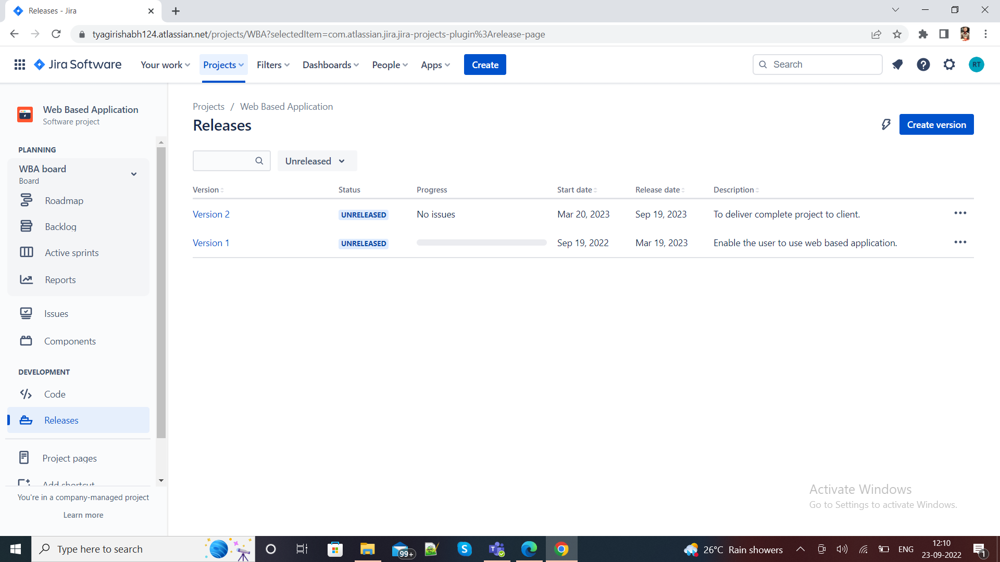 Releases - Jira
tyagirishabh124.atlassian.net/projects/WBA?selectedItem=com.atlassian.jira.jira-projects-plugin%3Arelease-page
Jira Software
Your work
Projects
Filters
Dashboards
People
Apps
Create
Search
RT
Web Based Application
Software project
PLANNING
WBA board
Board
Roadmap
Backlog
Active sprints
Reports
Issues
Components
DEVELOPMENT
Code
Releases
Project pages
Add shortcut
You're in a company-managed project
Learn more
Projects / Web Based Application
Releases
Create version
Unreleased
Version Status Progress Start date Release date Description
Version 2 UNRELEASED No issues Mar 20, 2023 Sep 19, 2023 To deliver complete project to client.
Version 1 UNRELEASED Sep 19, 2022 Mar 19, 2023 Enable the user to use web based application.
Activate Windows
Go to Settings to activate Windows.
Type here to search
99+
26°C Rain showers
ENG
12:10
23-09-2022
1